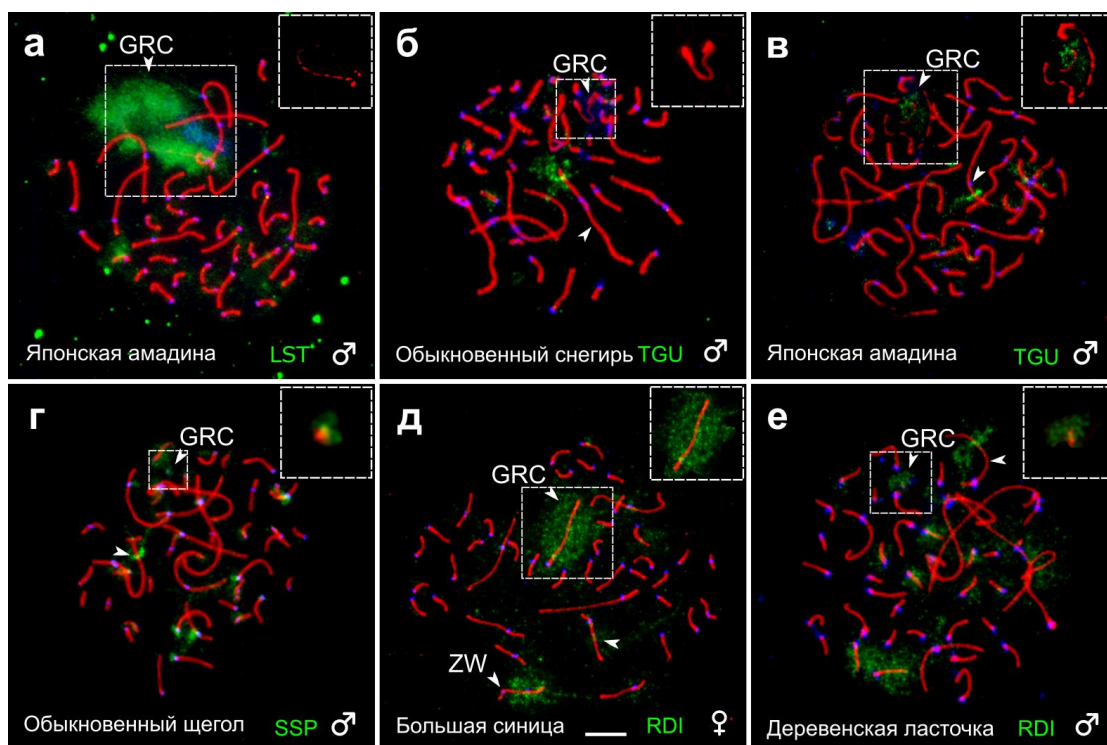 а
GRC
Японская амадина LST ♂
б
GRC
Обыкновенный снегирь TGU ♂
в
GRC
Японская амадина TGU ♂
г
GRC
Обыкновенный щегол SSP ♂
д
GRC
ZW
Большая синица RDI ♀
е
GRC
Деревенская ласточка RDI ♂